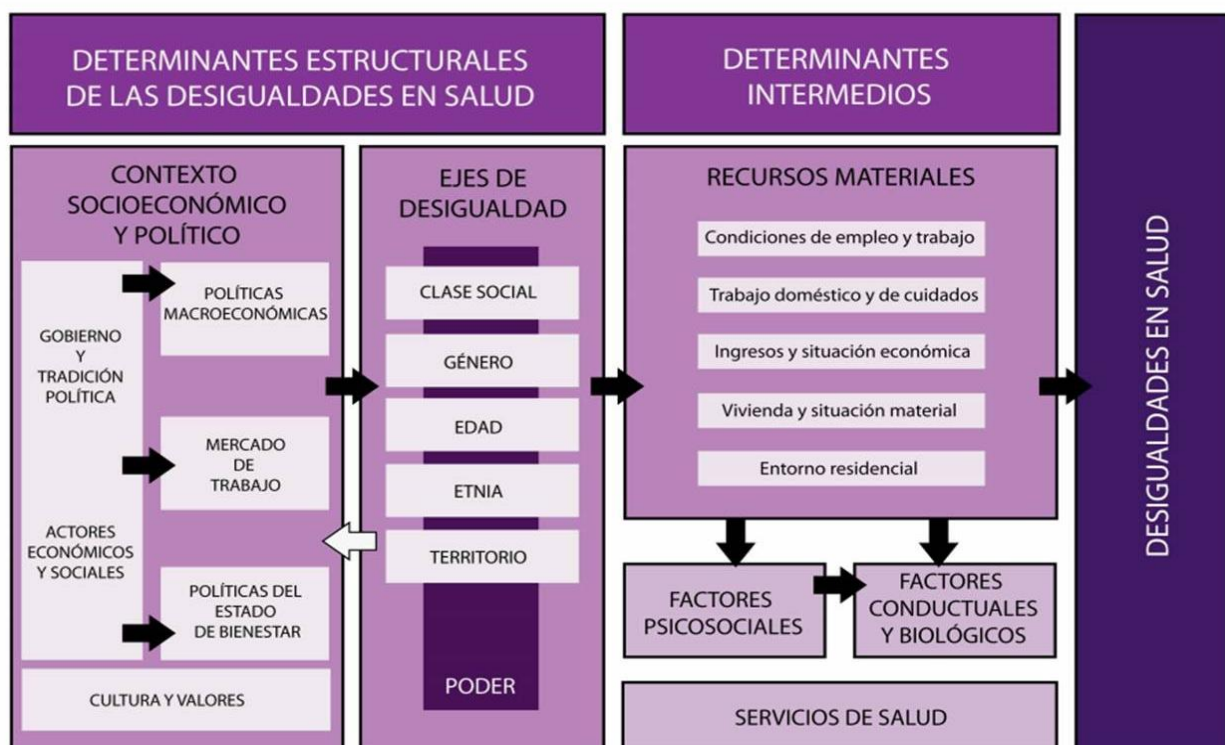 DETERMINANTES ESTRUCTURALES
DE LAS DESIGUALDADES EN SALUD
CONTEXTO
SOCIOECONÓMICO
Y POLÍTICO
GOBIERNO
Y
TRADICIÓN
POLÍTICA
ACTORES
ECONÓMICOS
Y SOCIALES
POLÍTICAS
MACROECONÓMICAS
MERCADO
DE
TRABAJO
POLÍTICAS DEL
ESTADO
DE BIENESTAR
CULTURA Y VALORES
EJES DE
DESIGUALDAD
CLASE SOCIAL
GÉNERO
EDAD
ETNIA
TERRITORIO
PODER
DETERMINANTES
INTERMEDIOS
RECURSOS MATERIALES
Condiciones de empleo y trabajo
Trabajo doméstico y de cuidados
Ingresos y situación económica
Vivienda y situación material
Entorno residencial
FACTORES
PSICOSOCIALES
FACTORES
CONDUCTUALES
Y BIOLÓGICOS
SERVICIOS DE SALUD
DESIGUALDADES EN SALUD